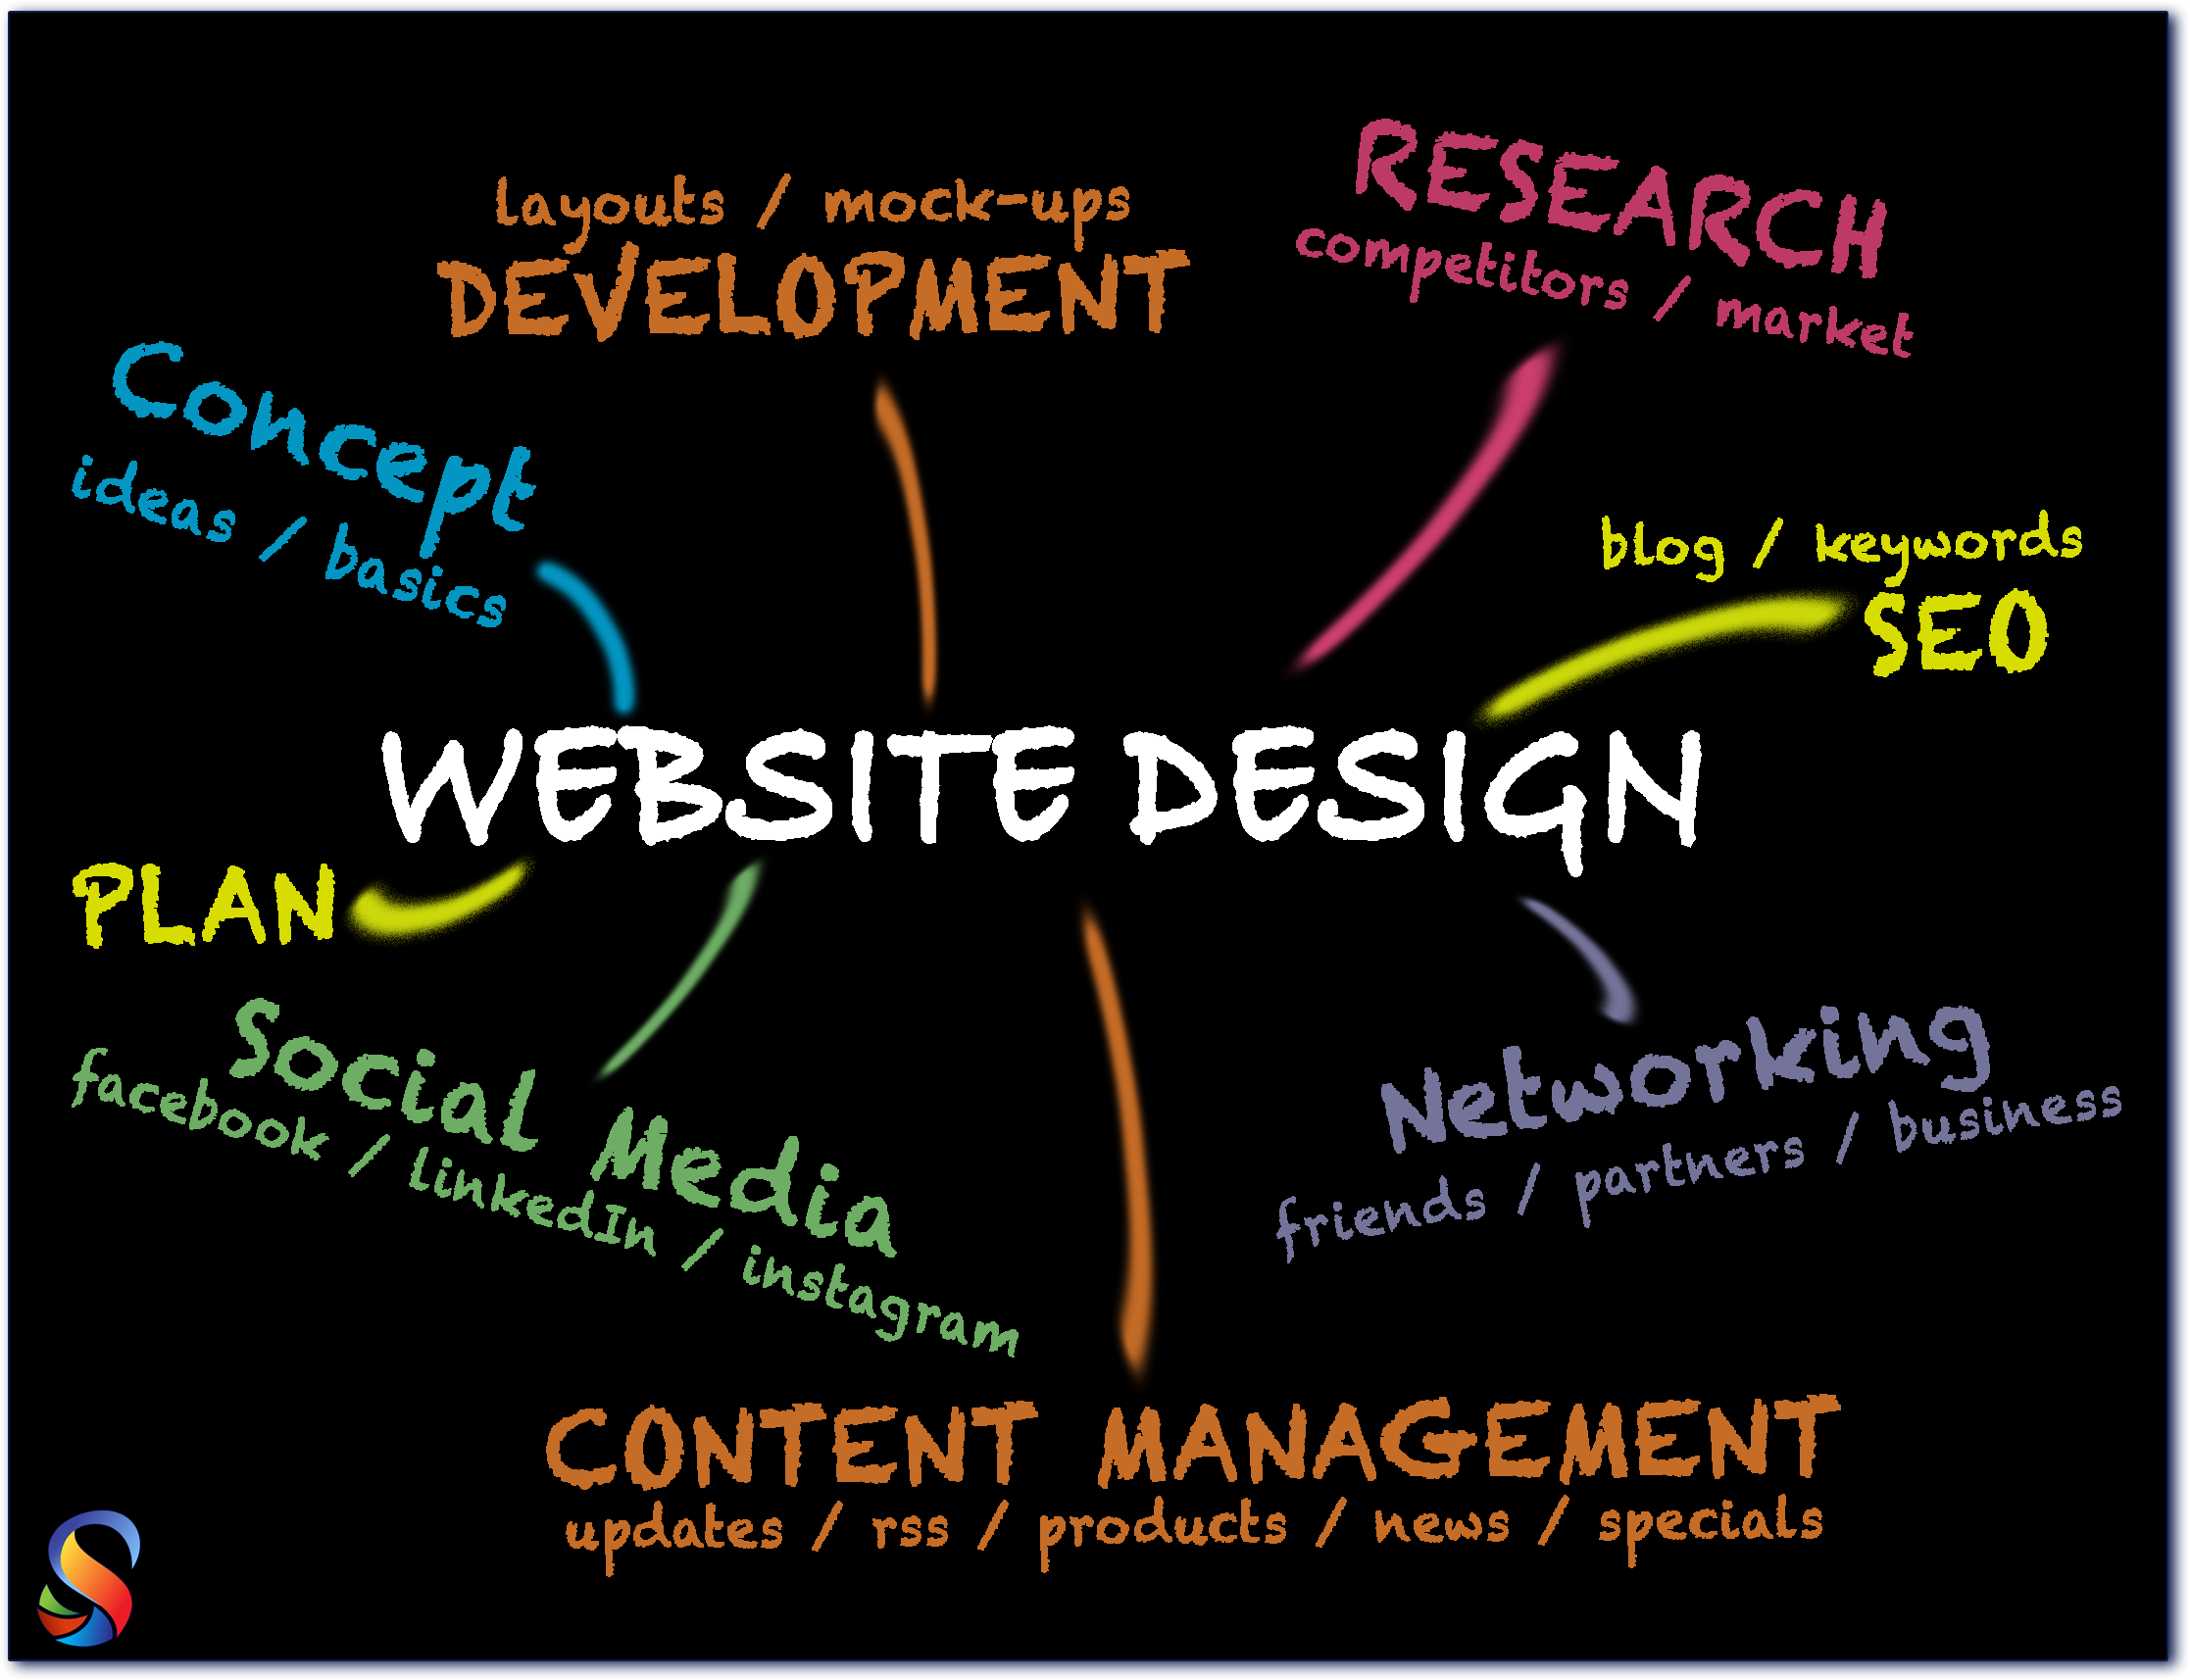 layouts / mock-ups
DEVELOPMENT
RESEARCH
competitors / market
Concept
ideas / basics
blog / keywords
SEO
WEBSITE DESIGN
PLAN
Social Media
facebook / linkedIn / instagram
Networking
friends / partners / business
CONTENT MANAGEMENT
updates / rss / products / news / specials